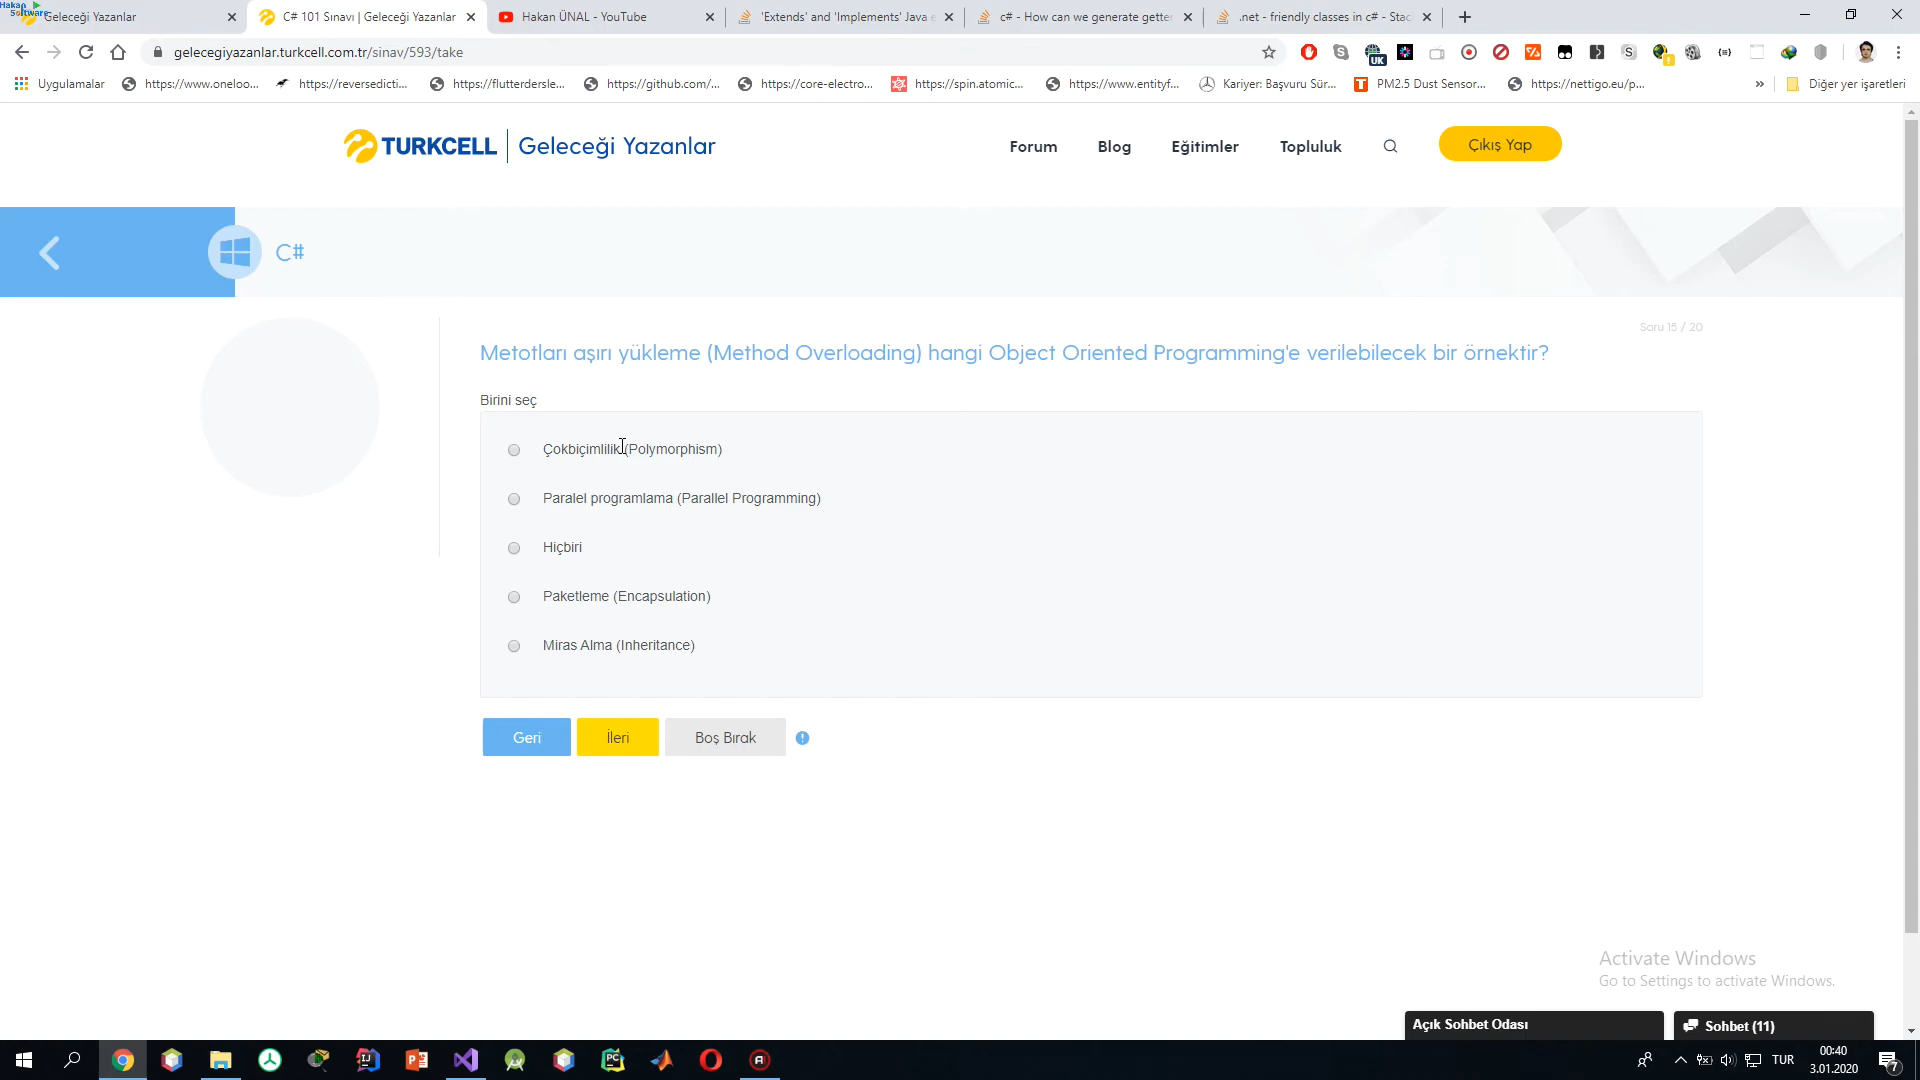 Hakan
Software
Geleceği Yazanlar
C# 101 Sınavı | Geleceği Yazanlar
Hakan ÜNAL - YouTube
'Extends' and 'Implements' Java e
c# - How can we generate getter
.net - friendly classes in c# - Stac
gelecegiyazanlar.turkcell.com.tr/sinav/593/take
UK
Uygulamalar
https://www.oneloo...
https://reversedicti...
https://flutterdersle...
https://github.com/...
https://core-electro...
https://spin.atomic...
https://www.entityf...
Kariyer: Başvuru Sür...
PM2.5 Dust Sensor...
https://nettigo.eu/p...
»
Diğer yer işaretleri
TURKCELL
Geleceği Yazanlar
Forum
Blog
Eğitimler
Topluluk
Çıkış Yap
C#
Soru 15 / 20
Metotları aşırı yükleme (Method Overloading) hangi Object Oriented Programming'e verilebilecek bir örnektir?
Birini seç
Çokbiçimlilik (Polymorphism)
Paralel programlama (Parallel Programming)
Hiçbiri
Paketleme (Encapsulation)
Miras Alma (Inheritance)
Geri
İleri
Boş Bırak
Activate Windows
Go to Settings to activate Windows.
Açık Sohbet Odası
Sohbet (11)
TUR
00:40
3.01.2020
7